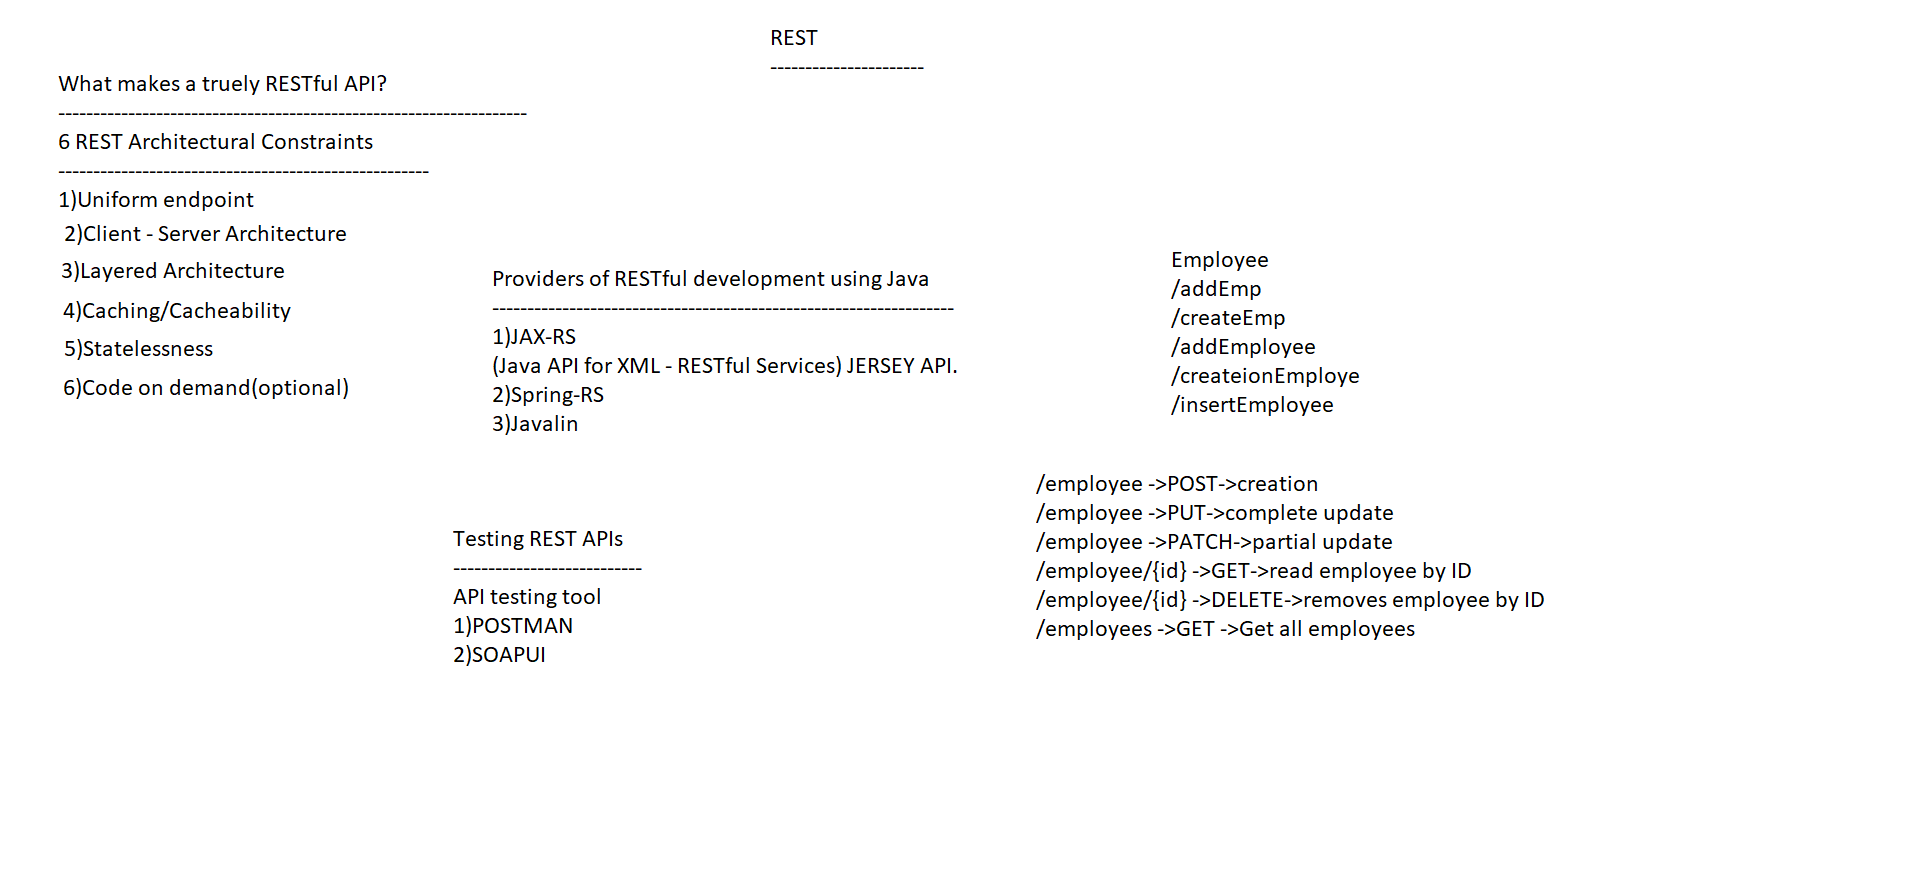 REST
----------------------
What makes a truely RESTful API?
-------------------------------------------------------------------
6 REST Architectural Constraints
-----------------------------------------------------
1)Uniform endpoint
2)Client - Server Architecture
3)Layered Architecture
4)Caching/Cacheability
5)Statelessness
6)Code on demand(optional)
Providers of RESTful development using Java
------------------------------------------------------------------
1)JAX-RS
(Java API for XML - RESTful Services) JERSEY API.
2)Spring-RS
3)Javalin
Testing REST APIs
---------------------------
API testing tool
1)POSTMAN
2)SOAPUI
Employee
/addEmp
/createEmp
/addEmployee
/createionEmploye
/insertEmployee
/employee ->POST->creation
/employee ->PUT->complete update
/employee ->PATCH->partial update
/employee/{id} ->GET->read employee by ID
/employee/{id} ->DELETE->removes employee by ID
/employees ->GET ->Get all employees